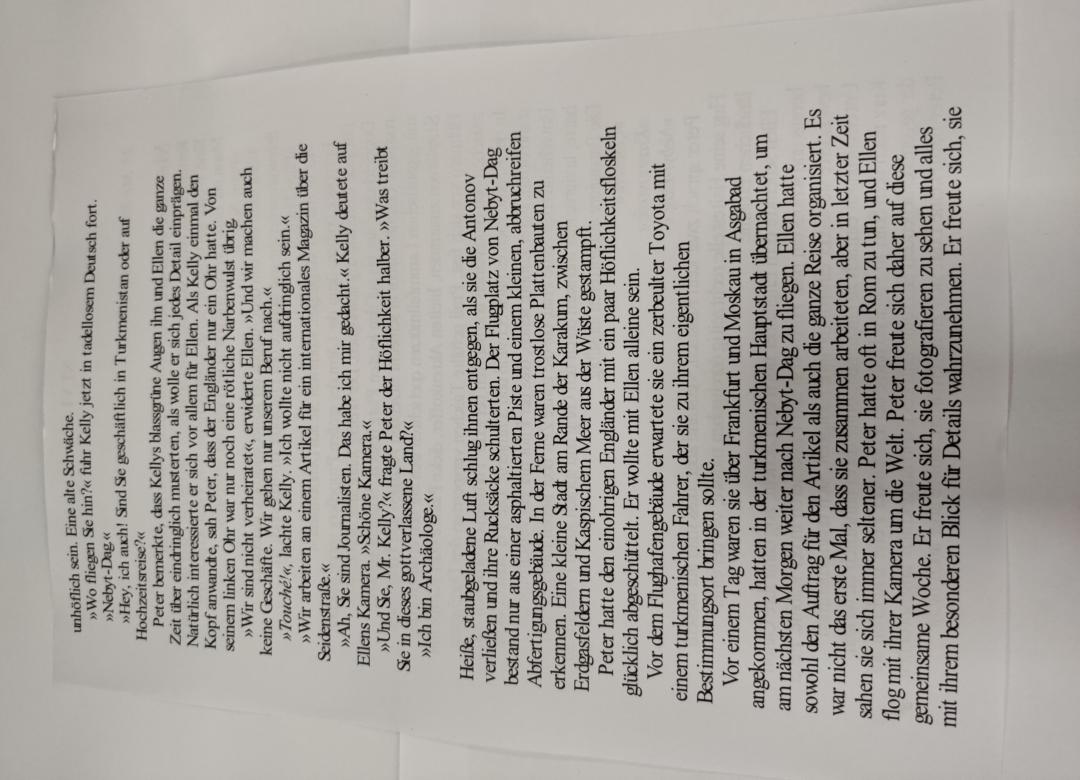 unhöflich sein. Eine alte Schwäche.
»Wo fliegen Sie hin?«, fuhr Kelly jetzt in tadellosem Deutsch fort.
»Nebyt-Dag.«
»Hey, ich auch! Sind Sie geschäftlich in Turkmenistan oder auf
Hochzeitsreise?«
Peter bemerkte, dass Kellys blassgrüne Augen ihn und Ellen die ganze
Zeit über eindringlich musterten, als wolle er sich jedes Detail einprägen.
Natürlich interessierte er sich vor allem für Ellen. Als Kelly einmal den
Kopf anwandte, sah Peter, dass der Engländer nur ein Ohr hatte. Von
seinem linken Ohr war nur noch eine rötliche Narbenwulst übrig.
»Wir sind nicht verheiratet«, erwiderte Ellen. »Und wir machen auch
keine Geschäfte. Wir gehen nur unserem Beruf nach.«
»Touché!«, lachte Kelly. »Ich wollte nicht aufdringlich sein.«
»Wir arbeiten an einem Artikel für ein internationales Magazin über die
Seidenstraße.«
»Ah, Sie sind Journalisten. Das habe ich mir gedacht.« Kelly deutete auf
Ellens Kamera. »Schöne Kamera.«
»Und Sie, Mr. Kelly?«, fragte Peter der Höflichkeit halber. »Was treibt
Sie in dieses gottverlassene Land?«
»Ich bin Archäologe.«
Heiße, staubgeladene Luft schlug ihnen entgegen, als sie die Antonov
verließen und ihre Rucksäcke schulterten. Der Flugplatz von Nebyt-Dag
bestand nur aus einer asphaltierten Piste und einem kleinen, abbruchreifen
Abfertigungsgebäude. In der Ferne waren trostlose Plattenbauten zu
erkennen. Eine kleine Stadt am Rande der Karakum, zwischen
Erdgasfeldern und Kaspischem Meer aus der Wüste gestampft.
Peter hatte den einohrigen Engländer mit ein paar Höflichkeitsfloskeln
glücklich abgeschüttelt. Er wollte mit Ellen alleine sein.
Vor dem Flughafengebäude erwartete sie ein zerbeulter Toyota mit
einem turkmenischen Fahrer, der sie zu ihrem eigentlichen
Bestimmungsort bringen sollte.
Vor einem Tag waren sie über Frankfurt und Moskau in Asgabad
angekommen, hatten in der turkmenischen Hauptstadt übernachtet, um
am nächsten Morgen weiter nach Nebyt-Dag zu fliegen. Ellen hatte
sowohl den Auftrag für den Artikel als auch die ganze Reise organisiert. Es
war nicht das erste Mal, dass sie zusammen arbeiteten, aber in letzter Zeit
sahen sie sich immer seltener. Peter hatte oft in Rom zu tun, und Ellen
flog mit ihrer Kamera um die Welt. Peter freute sich daher auf diese
gemeinsame Woche. Er freute sich, sie fotografieren zu sehen und alles
mit ihrem besonderen Blick für Details wahrzunehmen. Er freute sich, sie